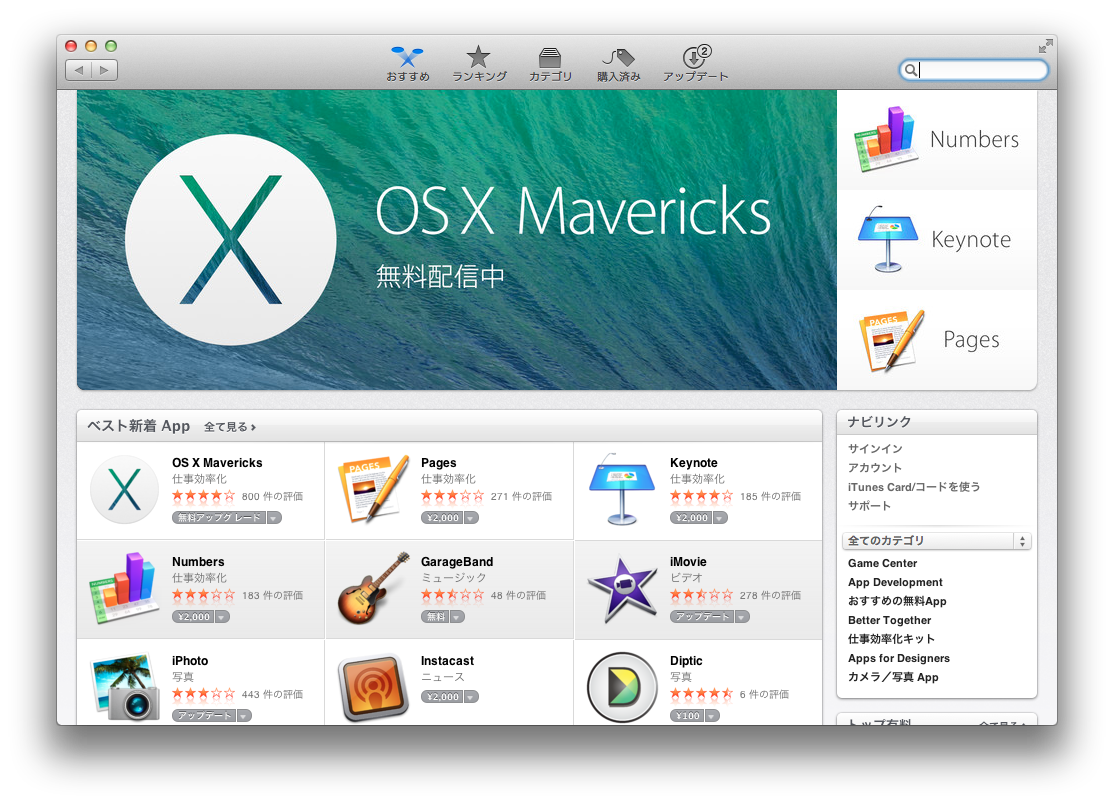 おすすめ
ランキング
カテゴリ
購入済み
アップデート
2
OS X Mavericks
無料配信中
Numbers
Keynote
Pages
ベスト新着 App
全て見る ›
OS X Mavericks
仕事効率化
800 件の評価
無料アップグレード
Pages
仕事効率化
271 件の評価
¥2,000
Keynote
仕事効率化
185 件の評価
¥2,000
Numbers
仕事効率化
183 件の評価
¥2,000
GarageBand
ミュージック
48 件の評価
無料
iMovie
ビデオ
278 件の評価
アップデート
iPhoto
写真
443 件の評価
アップデート
Instacast
ニュース
¥2,000
Diptic
写真
6 件の評価
¥100
ナビリンク
サインイン
アカウント
iTunes Card/コードを使う
サポート
全てのカテゴリ
Game Center
App Development
おすすめの無料App
Better Together
仕事効率化キット
Apps for Designers
カメラ／写真 App
トップ有料
全て見る ›